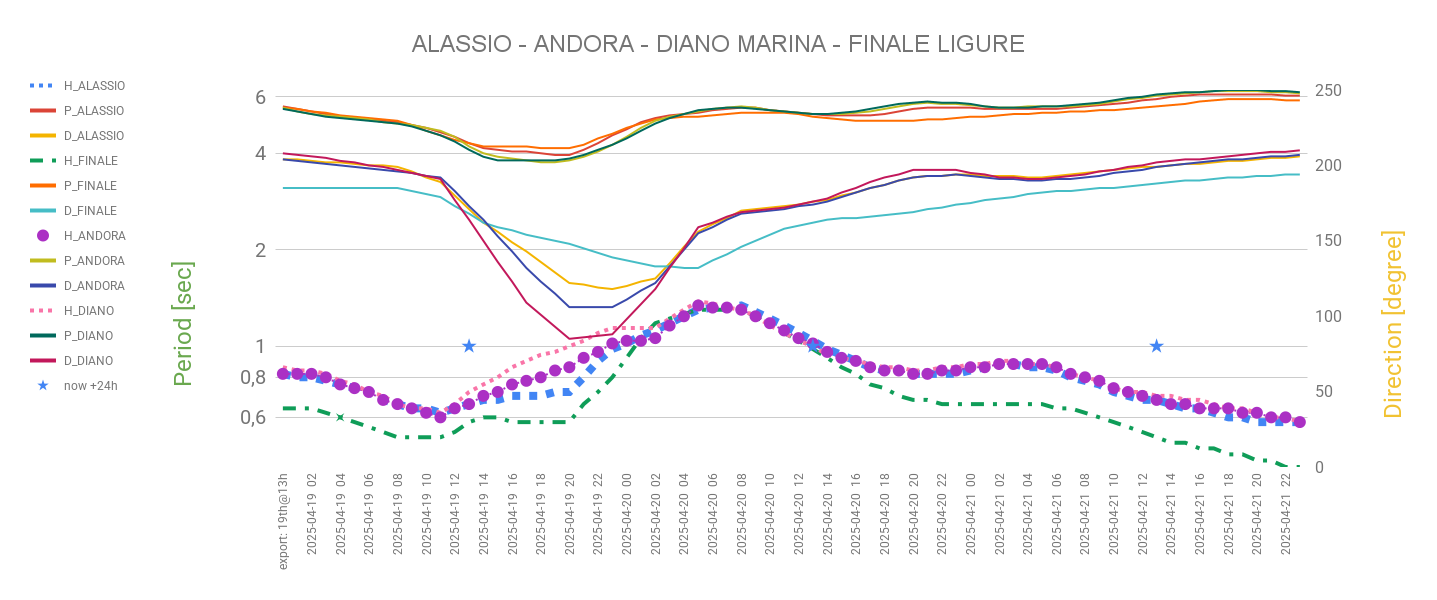 ALASSIO - ANDORA - DIANO MARINA - FINALE LIGURE
H_ALASSIO
P_ALASSIO
D_ALASSIO
H_FINALE
P_FINALE
D_FINALE
H_ANDORA
P_ANDORA
D_ANDORA
H_DIANO
P_DIANO
D_DIANO
now +24h
Period [sec]
6
4
2
1
0,8
0,6
250
200
150
100
50
0
Direction [degree]
export: 19th@13h
2025-04-19 02
2025-04-19 04
2025-04-19 06
2025-04-19 08
2025-04-19 10
2025-04-19 12
2025-04-19 14
2025-04-19 16
2025-04-19 18
2025-04-19 20
2025-04-19 22
2025-04-20 00
2025-04-20 02
2025-04-20 04
2025-04-20 06
2025-04-20 08
2025-04-20 10
2025-04-20 12
2025-04-20 14
2025-04-20 16
2025-04-20 18
2025-04-20 20
2025-04-20 22
2025-04-21 00
2025-04-21 02
2025-04-21 04
2025-04-21 06
2025-04-21 08
2025-04-21 10
2025-04-21 12
2025-04-21 14
2025-04-21 16
2025-04-21 18
2025-04-21 20
2025-04-21 22